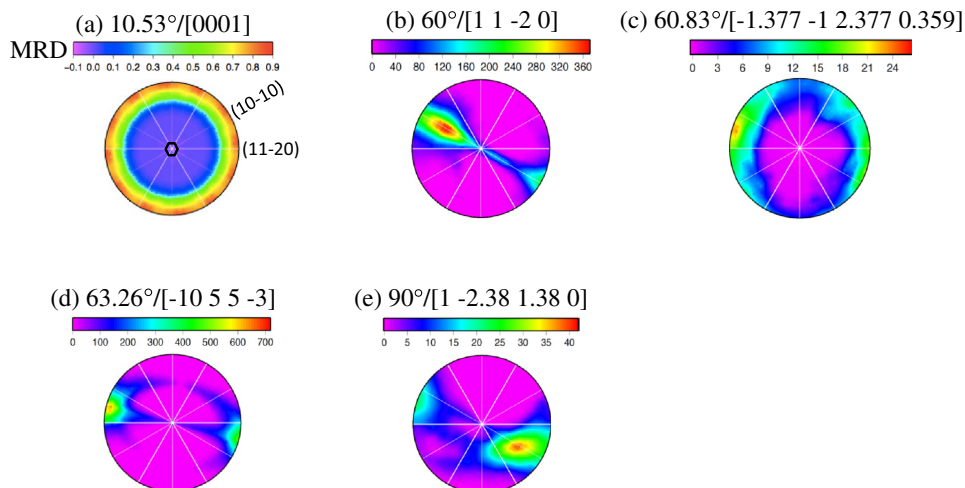 (a) 10.53°/[0001]
(b) 60°/[1 1 -2 0]
(c) 60.83°/[-1.377 -1 2.377 0.359]
MRD
-0.1 0.0 0.1 0.2 0.3 0.4 0.5 0.6 0.7 0.8 0.9
0 40 80 120 160 200 240 280 320 360
0 3 6 9 12 15 18 21 24
(10-10)
(11-20)
(d) 63.26°/[-10 5 5 -3]
(e) 90°/[1 -2.38 1.38 0]
0 100 200 300 400 500 600 700
0 5 10 15 20 25 30 35 40